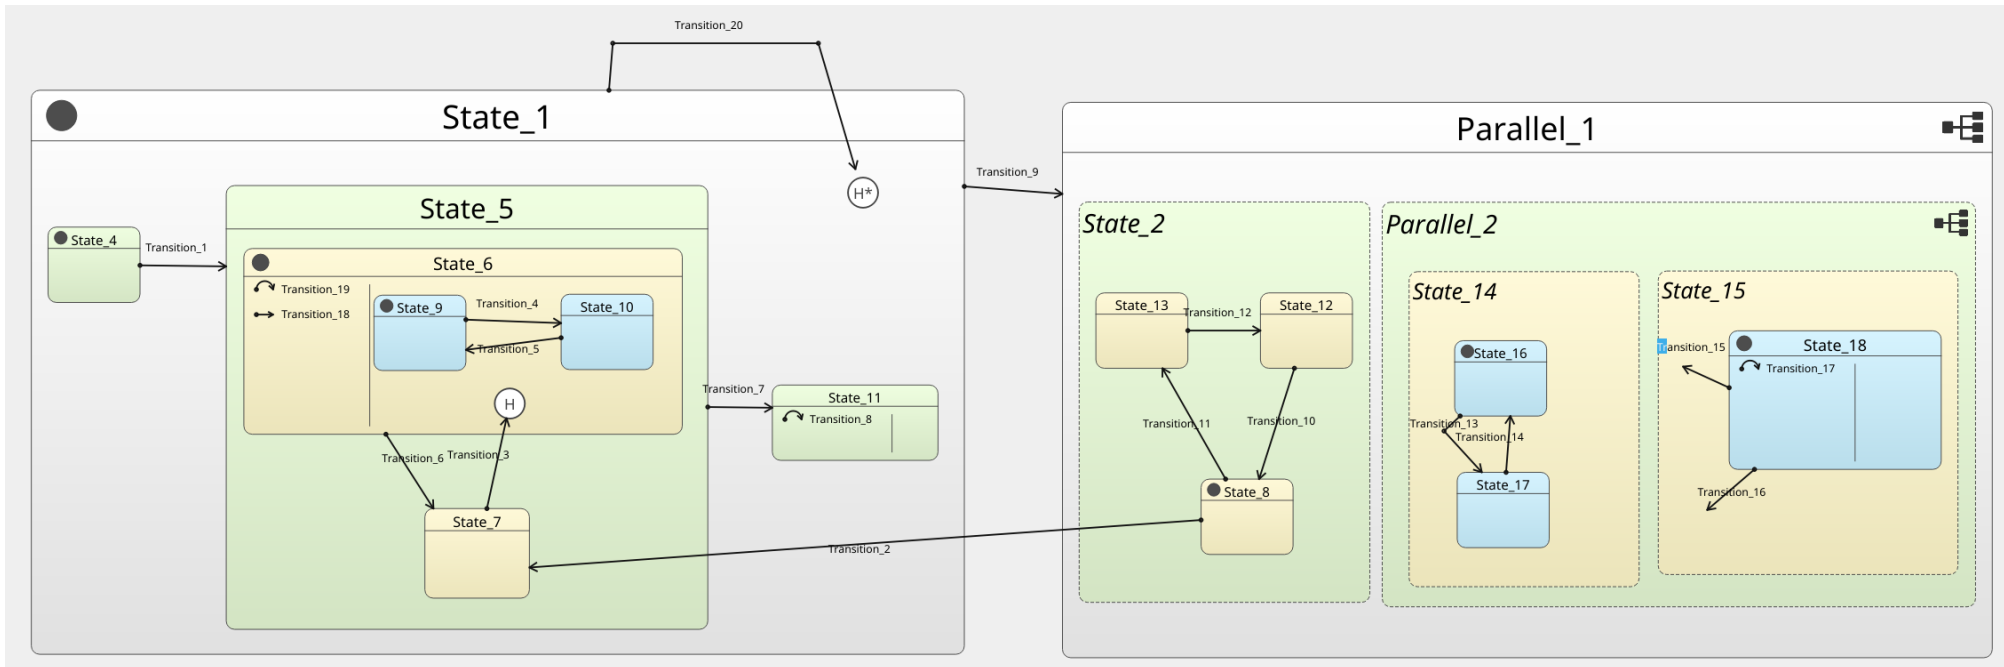 Transition_20
State_1
H*
Transition_9
State_4
Transition_1
State_5
State_6
Transition_19
Transition_18
State_9
Transition_4
State_10
Transition_5
H
Transition_7
State_11
Transition_8
Transition_6
Transition_3
State_7
Transition_2
Parallel_1
State_2
State_13
Transition_12
State_12
Transition_11
Transition_10
State_8
Parallel_2
State_14
State_16
Transition_13
Transition_14
State_17
State_15
Transition_15
State_18
Transition_17
Transition_16